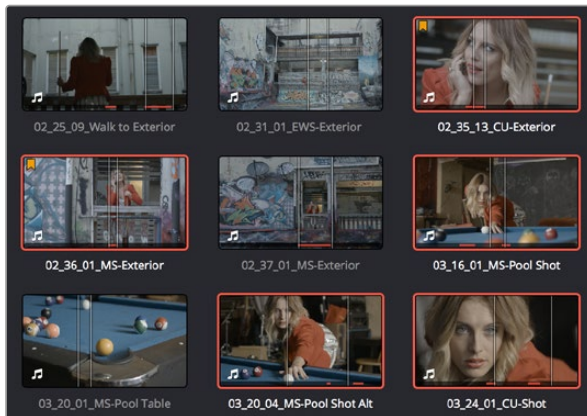 02_25_09_Walk to Exterior
02_31_01_EWS-Exterior
02_35_13_CU-Exterior
02_36_01_MS-Exterior
02_37_01_MS-Exterior
03_16_01_MS-Pool Shot
03_20_01_MS-Pool Table
03_20_04_MS-Pool Shot Alt
03_24_01_CU-Shot